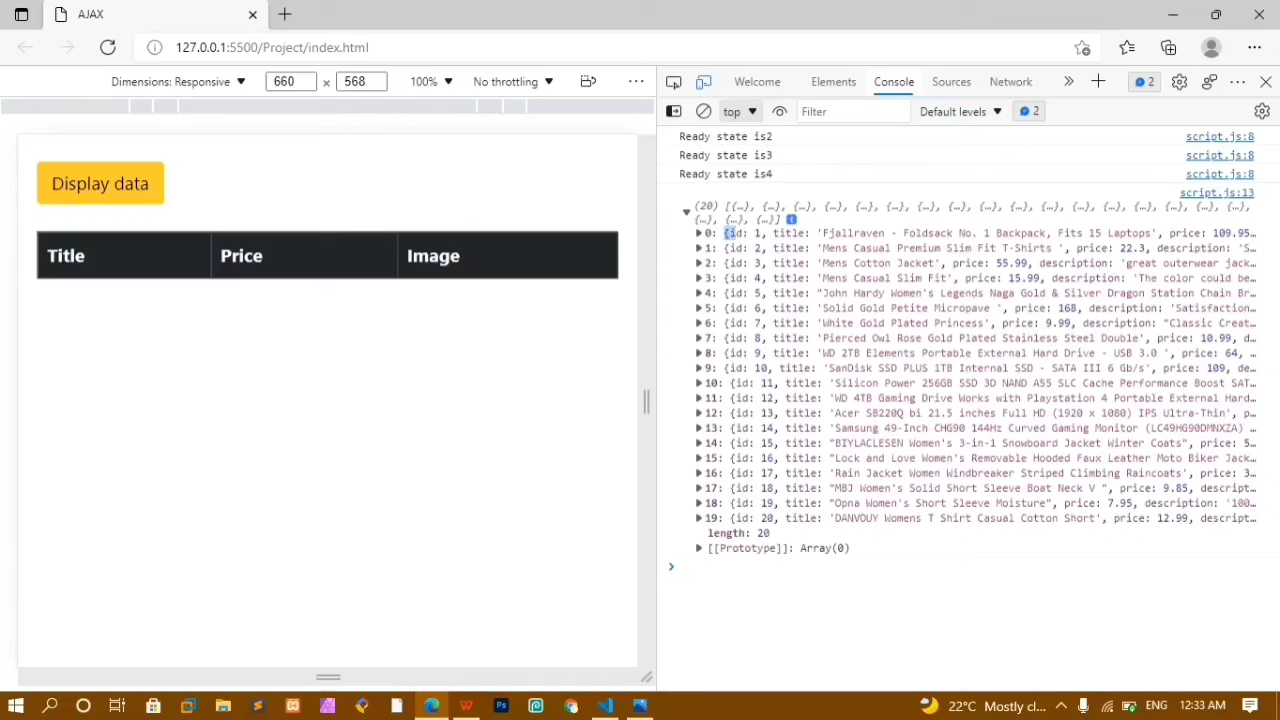 AJAX
127.0.0.1:5500/Project/index.html
Dimensions: Responsive 660 × 568 100% No throttling
Welcome Elements Console Sources Network 2
top Filter Default levels 2
Display data
Title Price Image
Ready state is2 script.js:8
Ready state is3 script.js:8
Ready state is4 script.js:8
script.js:13
(20) [{…}, {…}, {…}, {…}, {…}, {…}, {…}, {…}, {…}, {…}, {…}, {…}, {…}, {…}, {…}, {…}, {…},
{…}, {…}, {…}]
0: {id: 1, title: 'Fjallraven - Foldsack No. 1 Backpack, Fits 15 Laptops', price: 109.95…
1: {id: 2, title: 'Mens Casual Premium Slim Fit T-Shirts ', price: 22.3, description: 'S…
2: {id: 3, title: 'Mens Cotton Jacket', price: 55.99, description: 'great outerwear jack…
3: {id: 4, title: 'Mens Casual Slim Fit', price: 15.99, description: 'The color could be…
4: {id: 5, title: "John Hardy Women's Legends Naga Gold & Silver Dragon Station Chain Br…
5: {id: 6, title: 'Solid Gold Petite Micropave ', price: 168, description: 'Satisfaction…
6: {id: 7, title: 'White Gold Plated Princess', price: 9.99, description: "Classic Creat…
7: {id: 8, title: 'Pierced Owl Rose Gold Plated Stainless Steel Double', price: 10.99, d…
8: {id: 9, title: 'WD 2TB Elements Portable External Hard Drive - USB 3.0 ', price: 64, …
9: {id: 10, title: 'SanDisk SSD PLUS 1TB Internal SSD - SATA III 6 Gb/s', price: 109, de…
10: {id: 11, title: 'Silicon Power 256GB SSD 3D NAND A55 SLC Cache Performance Boost SAT…
11: {id: 12, title: 'WD 4TB Gaming Drive Works with Playstation 4 Portable External Hard…
12: {id: 13, title: 'Acer SB220Q bi 21.5 inches Full HD (1920 x 1080) IPS Ultra-Thin', p…
13: {id: 14, title: 'Samsung 49-Inch CHG90 144Hz Curved Gaming Monitor (LC49HG90DMNXZA) …
14: {id: 15, title: "BIYLACLESEN Women's 3-in-1 Snowboard Jacket Winter Coats", price: 5…
15: {id: 16, title: "Lock and Love Women's Removable Hooded Faux Leather Moto Biker Jack…
16: {id: 17, title: 'Rain Jacket Women Windbreaker Striped Climbing Raincoats', price: 3…
17: {id: 18, title: "MBJ Women's Solid Short Sleeve Boat Neck V ", price: 9.85, descript…
18: {id: 19, title: "Opna Women's Short Sleeve Moisture", price: 7.95, description: '100…
19: {id: 20, title: 'DANVOUY Womens T Shirt Casual Cotton Short', price: 12.99, descript…
length: 20
[[Prototype]]: Array(0)
22°C Mostly cl... ENG 12:33 AM